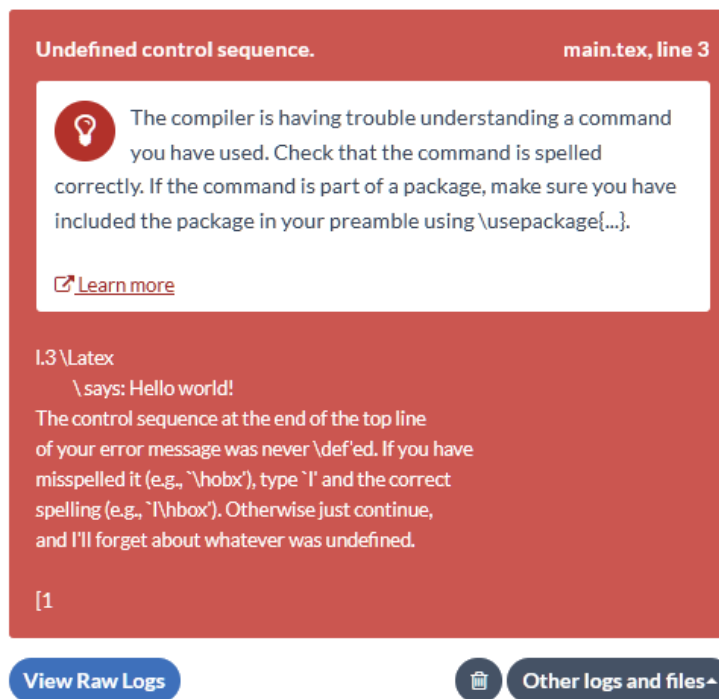 Undefined control sequence. main.tex, line 3
The compiler is having trouble understanding a command
you have used. Check that the command is spelled
correctly. If the command is part of a package, make sure you have
included the package in your preamble using \usepackage{...}.
Learn more
l.3 \Latex
\ says: Hello world!
The control sequence at the end of the top line
of your error message was never \def'ed. If you have
misspelled it (e.g., `\hobx'), type `I' and the correct
spelling (e.g., `I\hbox'). Otherwise just continue,
and I'll forget about whatever was undefined.
[1
View Raw Logs Other logs and files